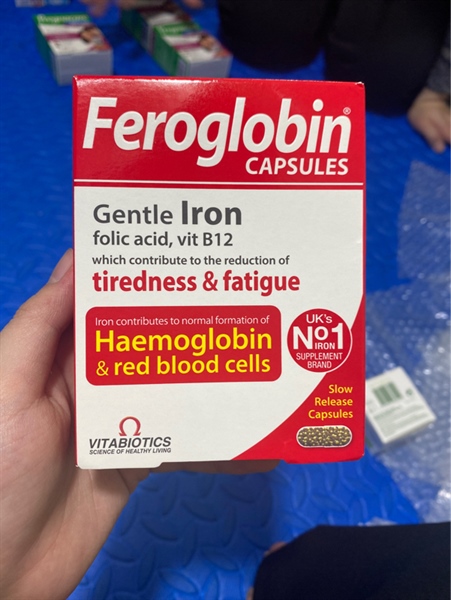 Feroglobin®
CAPSULES
Gentle Iron
folic acid, vit B12
which contribute to the reduction of
tiredness & fatigue
Iron contributes to normal formation of
Haemoglobin
& red blood cells
UK's
No1
IRON
SUPPLEMENT
BRAND
Slow
Release
Capsules
VITABIOTICS
SCIENCE OF HEALTHY LIVING